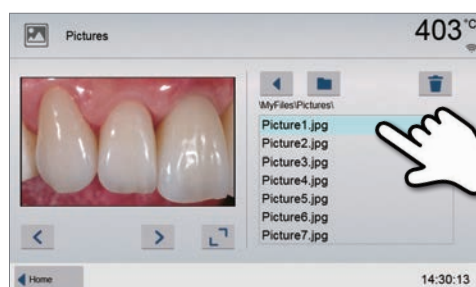 Pictures
403 °C
\MyFiles\Pictures\
Picture1.jpg
Picture2.jpg
Picture3.jpg
Picture4.jpg
Picture5.jpg
Picture6.jpg
Picture7.jpg
Home
14:30:13